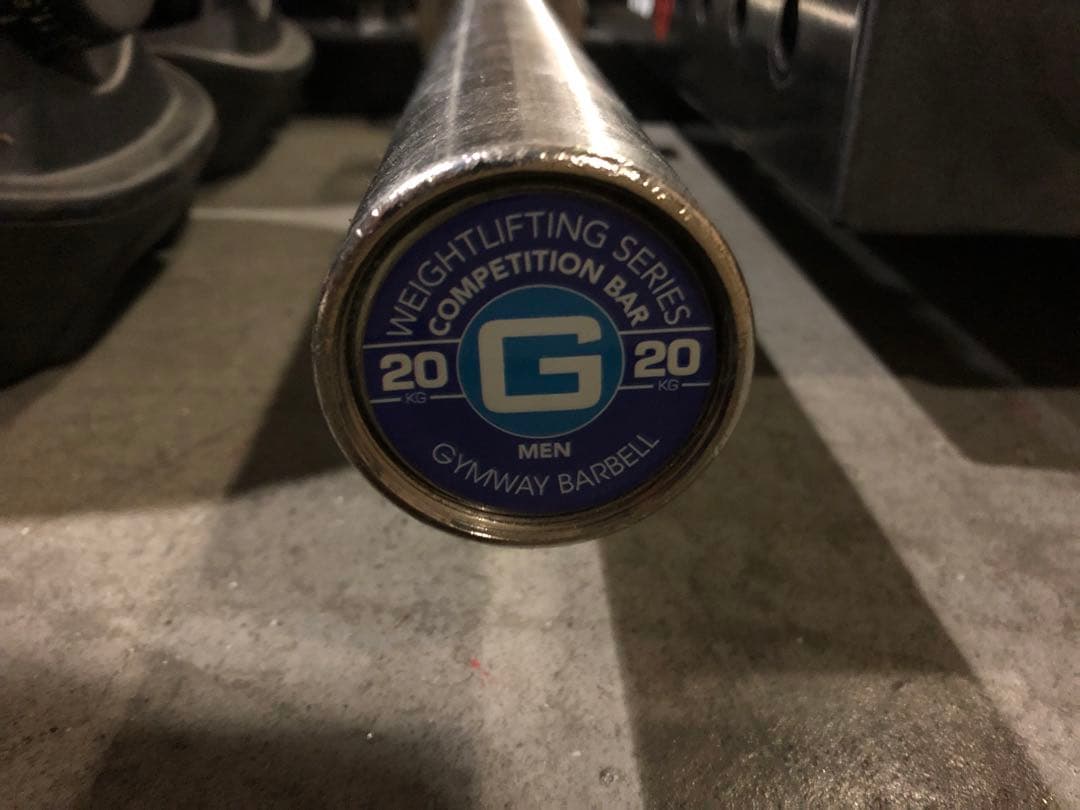 WEIGHTLIFTING SERIES
COMPETITION BAR
20 G 20
KG KG
MEN
GYMWAY BARBELL